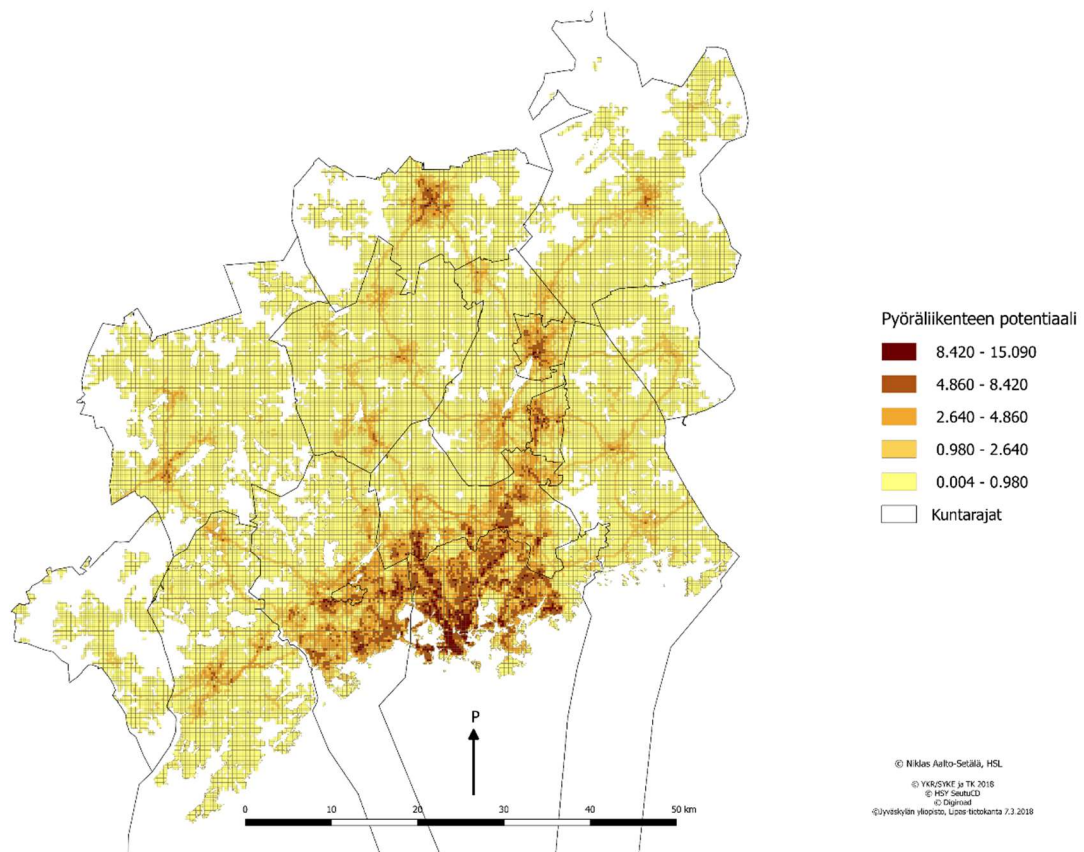 Pyöräliikenteen potentiaali
8.420 - 15.090
4.860 - 8.420
2.640 - 4.860
0.980 - 2.640
0.004 - 0.980
Kuntarajat
P
0 10 20 30 40 50 km
© Niklas Aalto-Setälä, HSL
© YKR/SYKE ja TK 2018
© HSY SeutuCD
© Digiroad
©Jyväskylän yliopisto, Lipas-tietokanta 7.3.2018